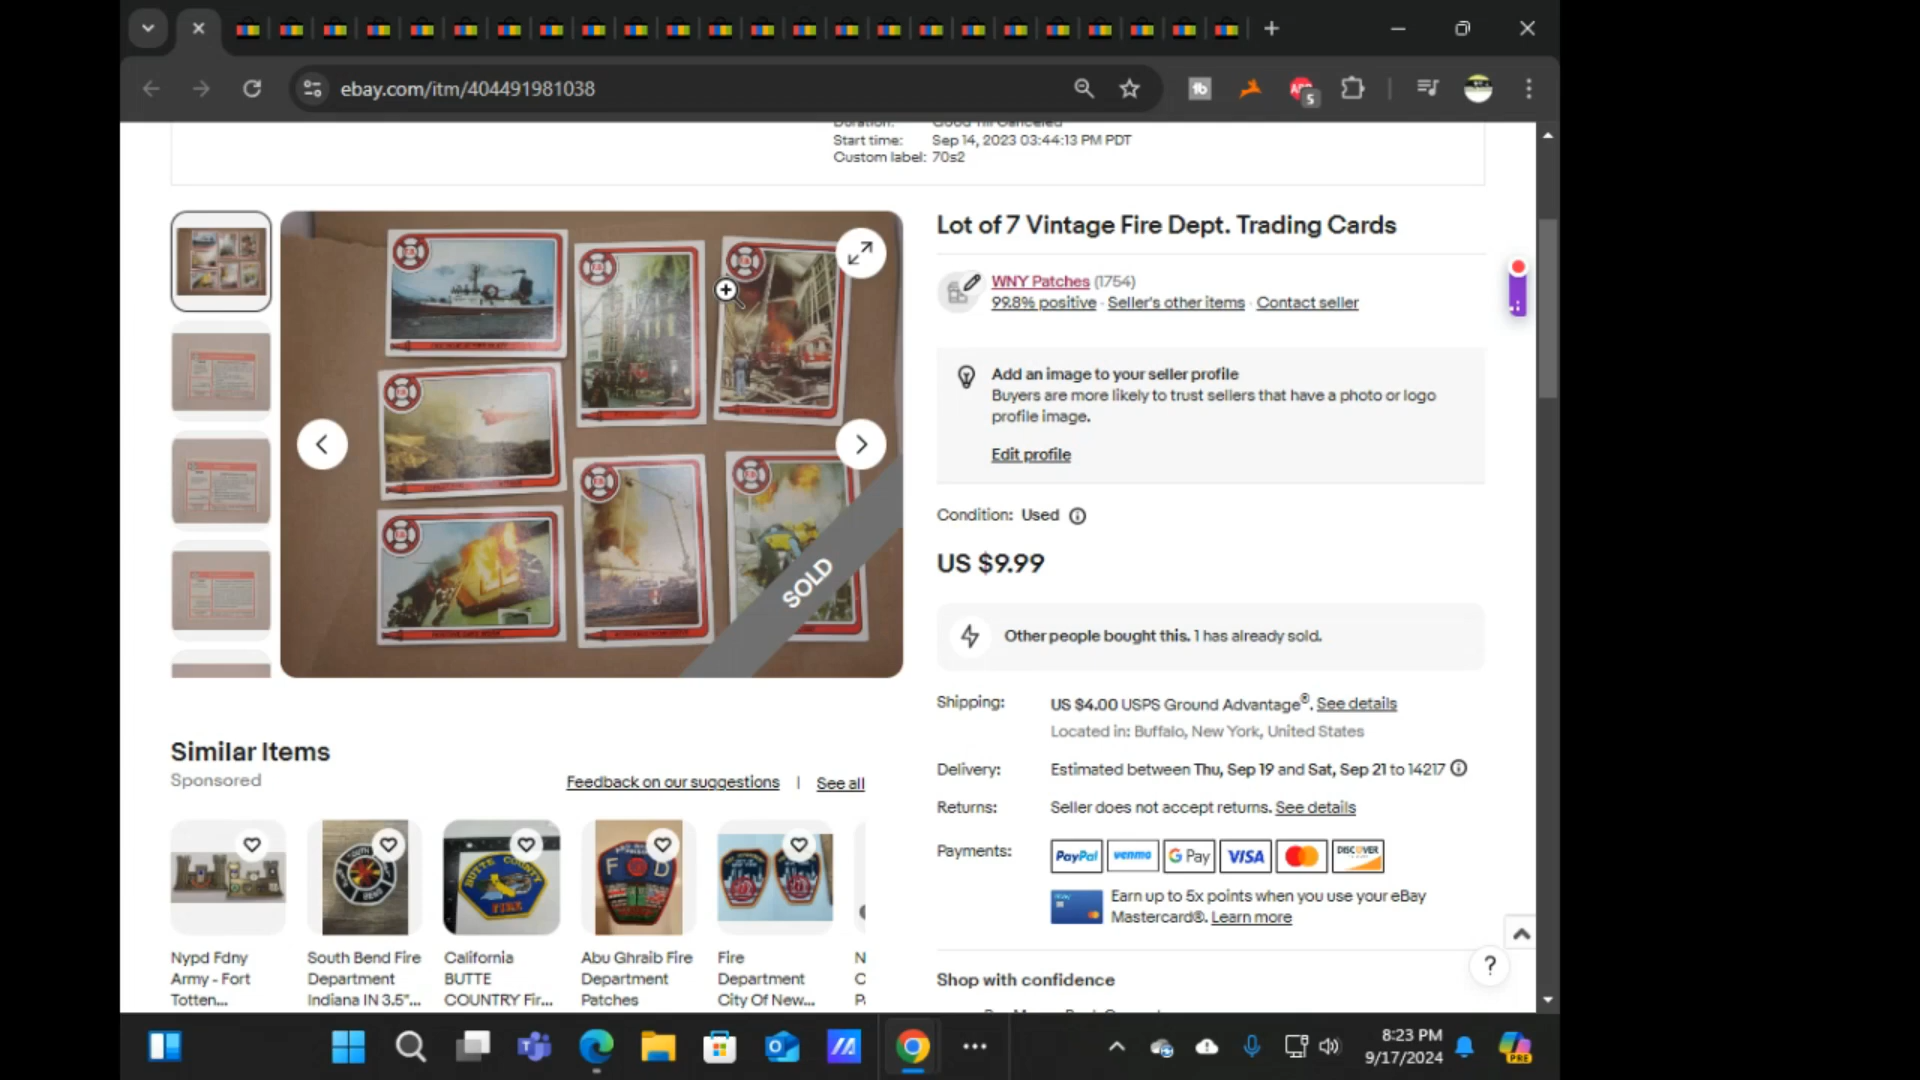 ebay.com/itm/404491981038
5
Duration: Good 'Til Canceled
Start time: Sep 14, 2023 03:44:13 PM PDT
Custom label: 70s2
Lot of 7 Vintage Fire Dept. Trading Cards
WNY Patches (1754)
99.8% positive · Seller's other items · Contact seller
Add an image to your seller profile
Buyers are more likely to trust sellers that have a photo or logo
profile image.
Edit profile
Condition: Used
US $9.99
SOLD
Other people bought this. 1 has already sold.
Shipping: US $4.00 USPS Ground Advantage®. See details
Located in: Buffalo, New York, United States
Delivery: Estimated between Thu, Sep 19 and Sat, Sep 21 to 14217
Returns: Seller does not accept returns. See details
Payments: PayPal venmo G Pay VISA DISCOVER
Earn up to 5x points when you use your eBay
Mastercard®. Learn more
Shop with confidence
Similar Items
Sponsored
Feedback on our suggestions | See all
Nypd Fdny
Army - Fort
Totten...
South Bend Fire
Department
Indiana IN 3.5"...
California
BUTTE
COUNTRY Fir...
Abu Ghraib Fire
Department
Patches
Fire
Department
City Of New...
N
C
P
?
8:23 PM
9/17/2024
PRE